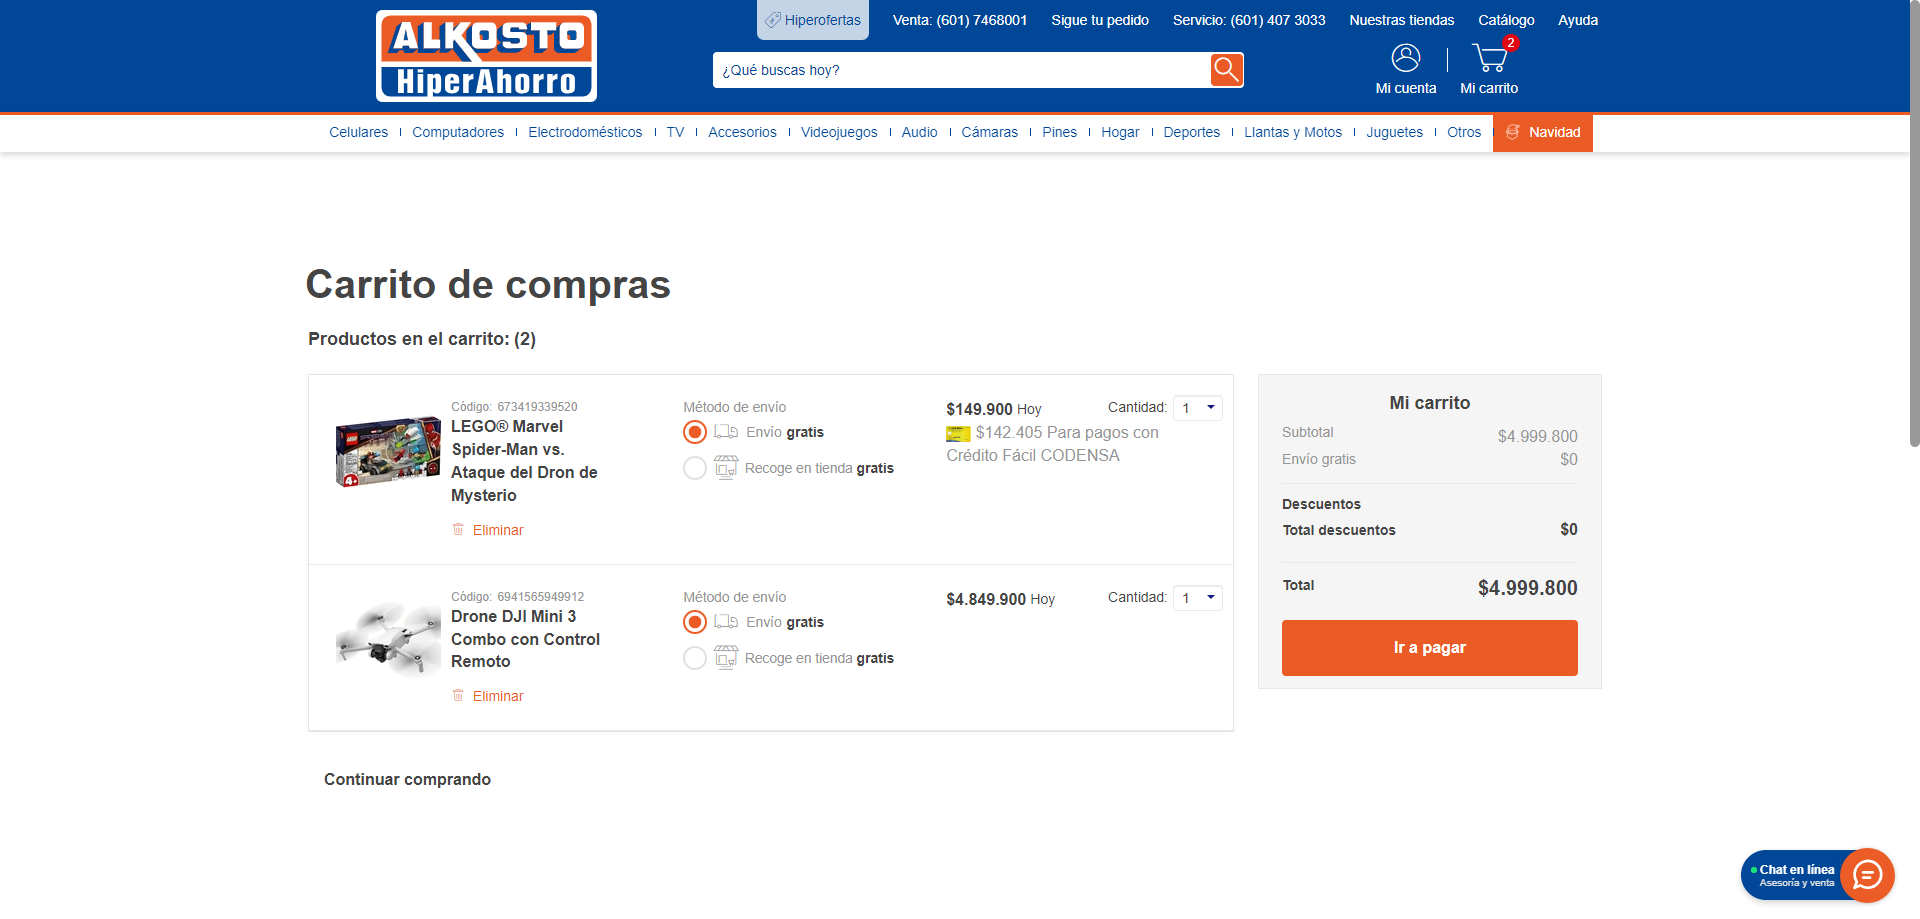 ALKOSTO
HiperAhorro
Hiperofertas
Venta: (601) 7468001
Sigue tu pedido
Servicio: (601) 407 3033
Nuestras tiendas
Catálogo
Ayuda
¿Qué buscas hoy?
Mi cuenta
2
Mi carrito
Celulares
Computadores
Electrodomésticos
TV
Accesorios
Videojuegos
Audio
Cámaras
Pines
Hogar
Deportes
Llantas y Motos
Juguetes
Otros
Navidad
Carrito de compras
Productos en el carrito: (2)
Código: 673419339520
LEGO® Marvel
Spider-Man vs.
Ataque del Dron de
Mysterio
Eliminar
Método de envío
Envío gratis
Recoge en tienda gratis
$149.900 Hoy
$142.405 Para pagos con
Crédito Fácil CODENSA
Cantidad: 1
Código: 6941565949912
Drone DJI Mini 3
Combo con Control
Remoto
Eliminar
Método de envío
Envío gratis
Recoge en tienda gratis
$4.849.900 Hoy
Cantidad: 1
Mi carrito
Subtotal $4.999.800
Envío gratis $0
Descuentos
Total descuentos $0
Total $4.999.800
Ir a pagar
Continuar comprando
Chat en línea
Asesoría y venta
LEGO
4+